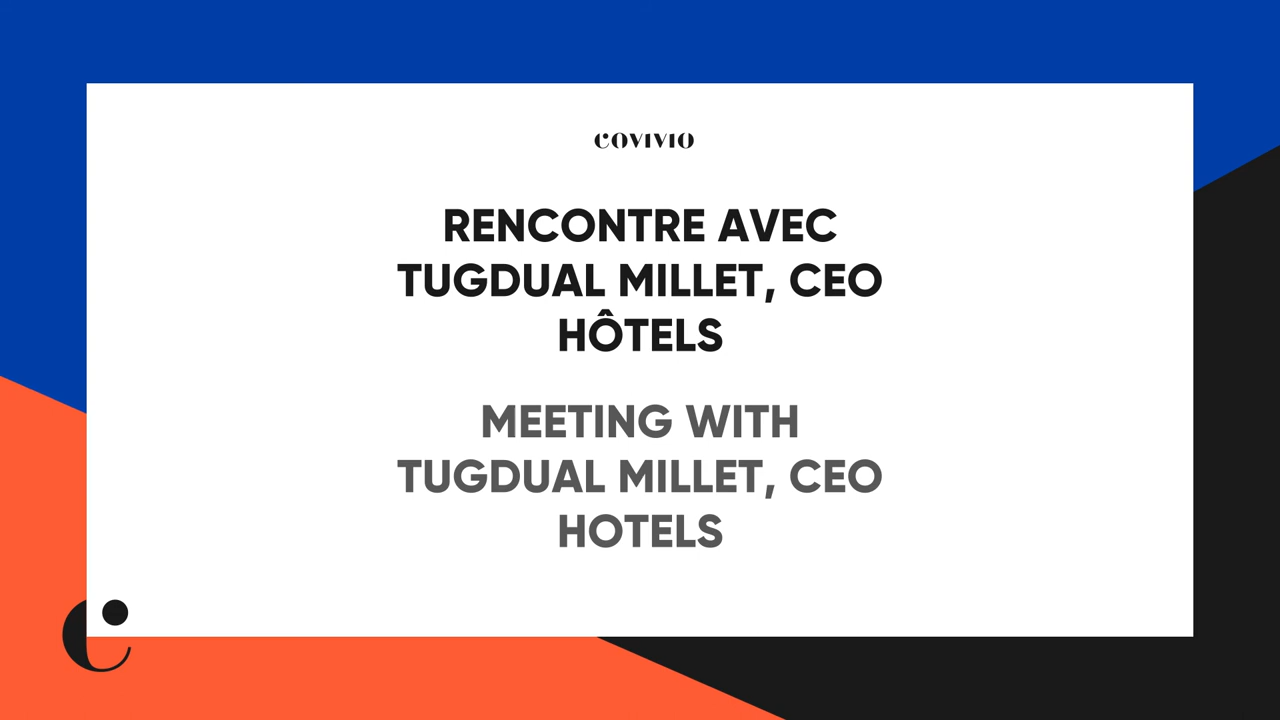 COVIVIO
RENCONTRE AVEC
TUGDUAL MILLET, CEO
HÔTELS
MEETING WITH
TUGDUAL MILLET, CEO
HOTELS
c